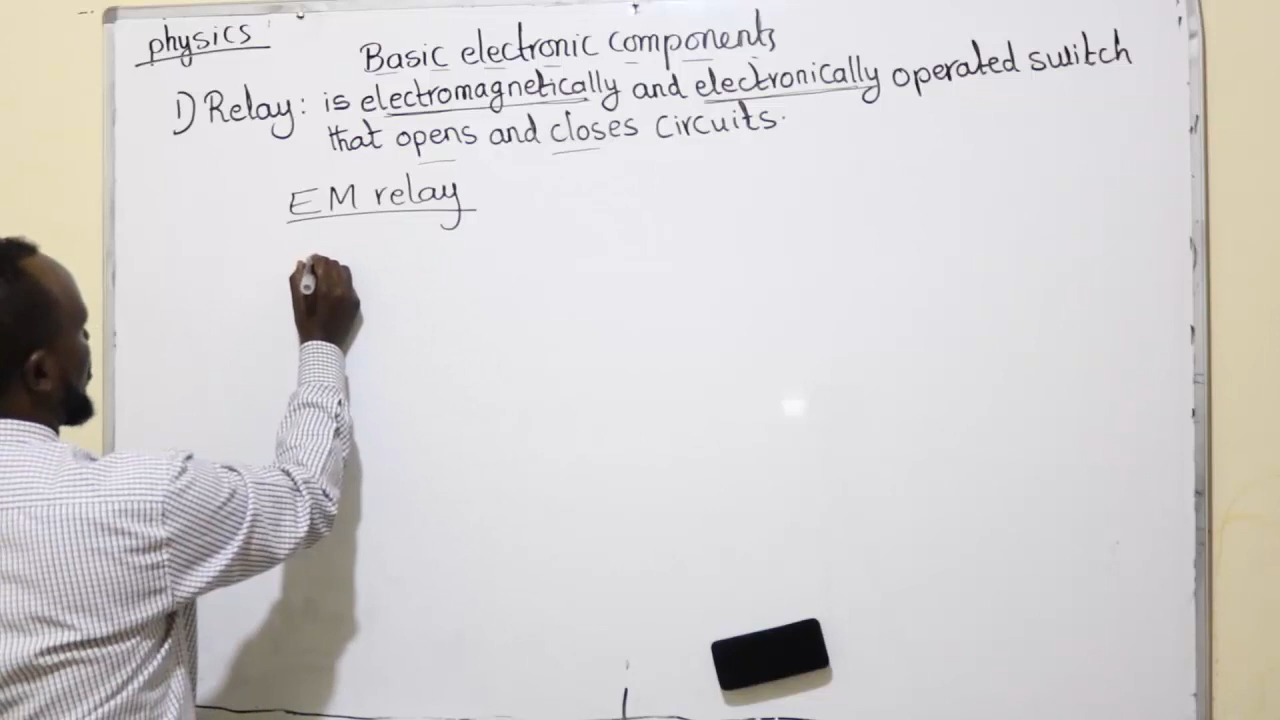 physics
Basic electronic components
1) Relay: is electromagnetically and electronically operated switch
that opens and closes circuits.
EM relay